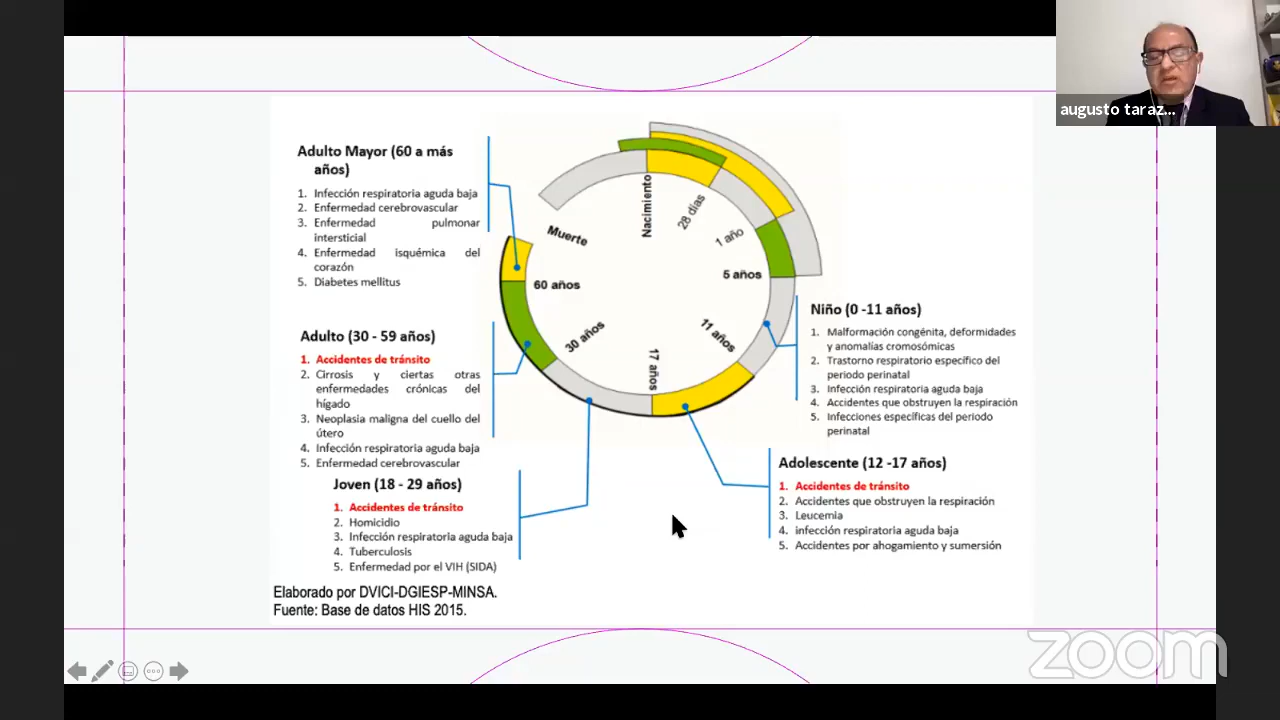 augusto taraz...
Adulto Mayor (60 a más
años)
1. Infección respiratoria aguda baja
2. Enfermedad cerebrovascular
3. Enfermedad pulmonar
intersticial
4. Enfermedad isquémica del
corazón
5. Diabetes mellitus
Adulto (30 - 59 años)
1. Accidentes de tránsito
2. Cirrosis y ciertas otras
enfermedades crónicas del
hígado
3. Neoplasia maligna del cuello del
útero
4. Infección respiratoria aguda baja
5. Enfermedad cerebrovascular
Joven (18 - 29 años)
1. Accidentes de tránsito
2. Homicidio
3. Infección respiratoria aguda baja
4. Tuberculosis
5. Enfermedad por el VIH (SIDA)
Nacimiento
28 días
1 año
5 años
11 años
17 años
30 años
60 años
Muerte
Niño (0 -11 años)
1. Malformación congénita, deformidades
y anomalías cromosómicas
2. Trastorno respiratorio específico del
periodo perinatal
3. Infección respiratoria aguda baja
4. Accidentes que obstruyen la respiración
5. Infecciones específicas del periodo
perinatal
Adolescente (12 -17 años)
1. Accidentes de tránsito
2. Accidentes que obstruyen la respiración
3. Leucemia
4. infección respiratoria aguda baja
5. Accidentes por ahogamiento y sumersión
Elaborado por DVICI-DGIESP-MINSA.
Fuente: Base de datos HIS 2015.
zoom